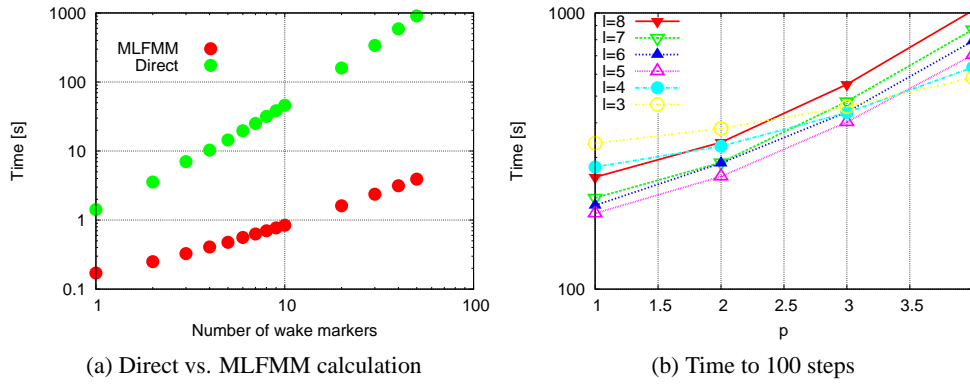 1000
100
10
1
0.1
Time [s]
MLFMM
Direct
1
10
100
Number of wake markers
(a) Direct vs. MLFMM calculation
1000
100
Time [s]
l=8
l=7
l=6
l=5
l=4
l=3
1
1.5
2
2.5
3
3.5
p
(b) Time to 100 steps